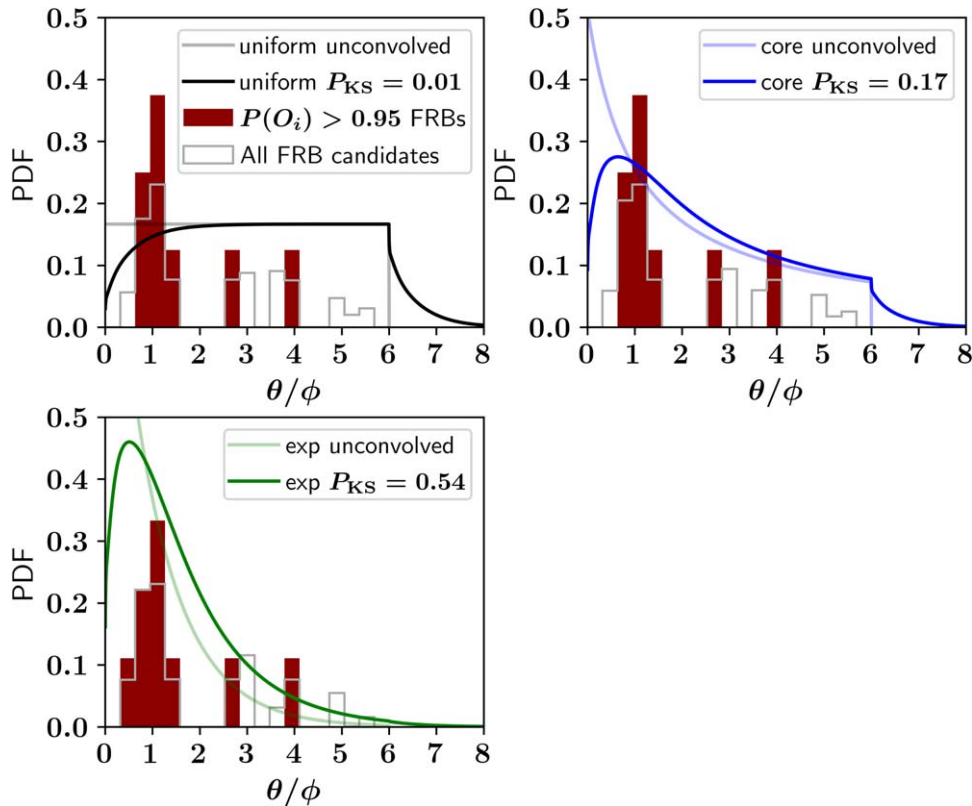 0.5
0.4
0.3
0.2
0.1
0.0
PDF
uniform unconvolved
uniform P_KS = 0.01
P(O_i) > 0.95 FRBs
All FRB candidates
0 1 2 3 4 5 6 7 8
θ/ϕ
0.5
0.4
0.3
0.2
0.1
0.0
PDF
core unconvolved
core P_KS = 0.17
0 1 2 3 4 5 6 7 8
θ/ϕ
0.5
0.4
0.3
0.2
0.1
0.0
PDF
exp unconvolved
exp P_KS = 0.54
0 1 2 3 4 5 6 7 8
θ/ϕ